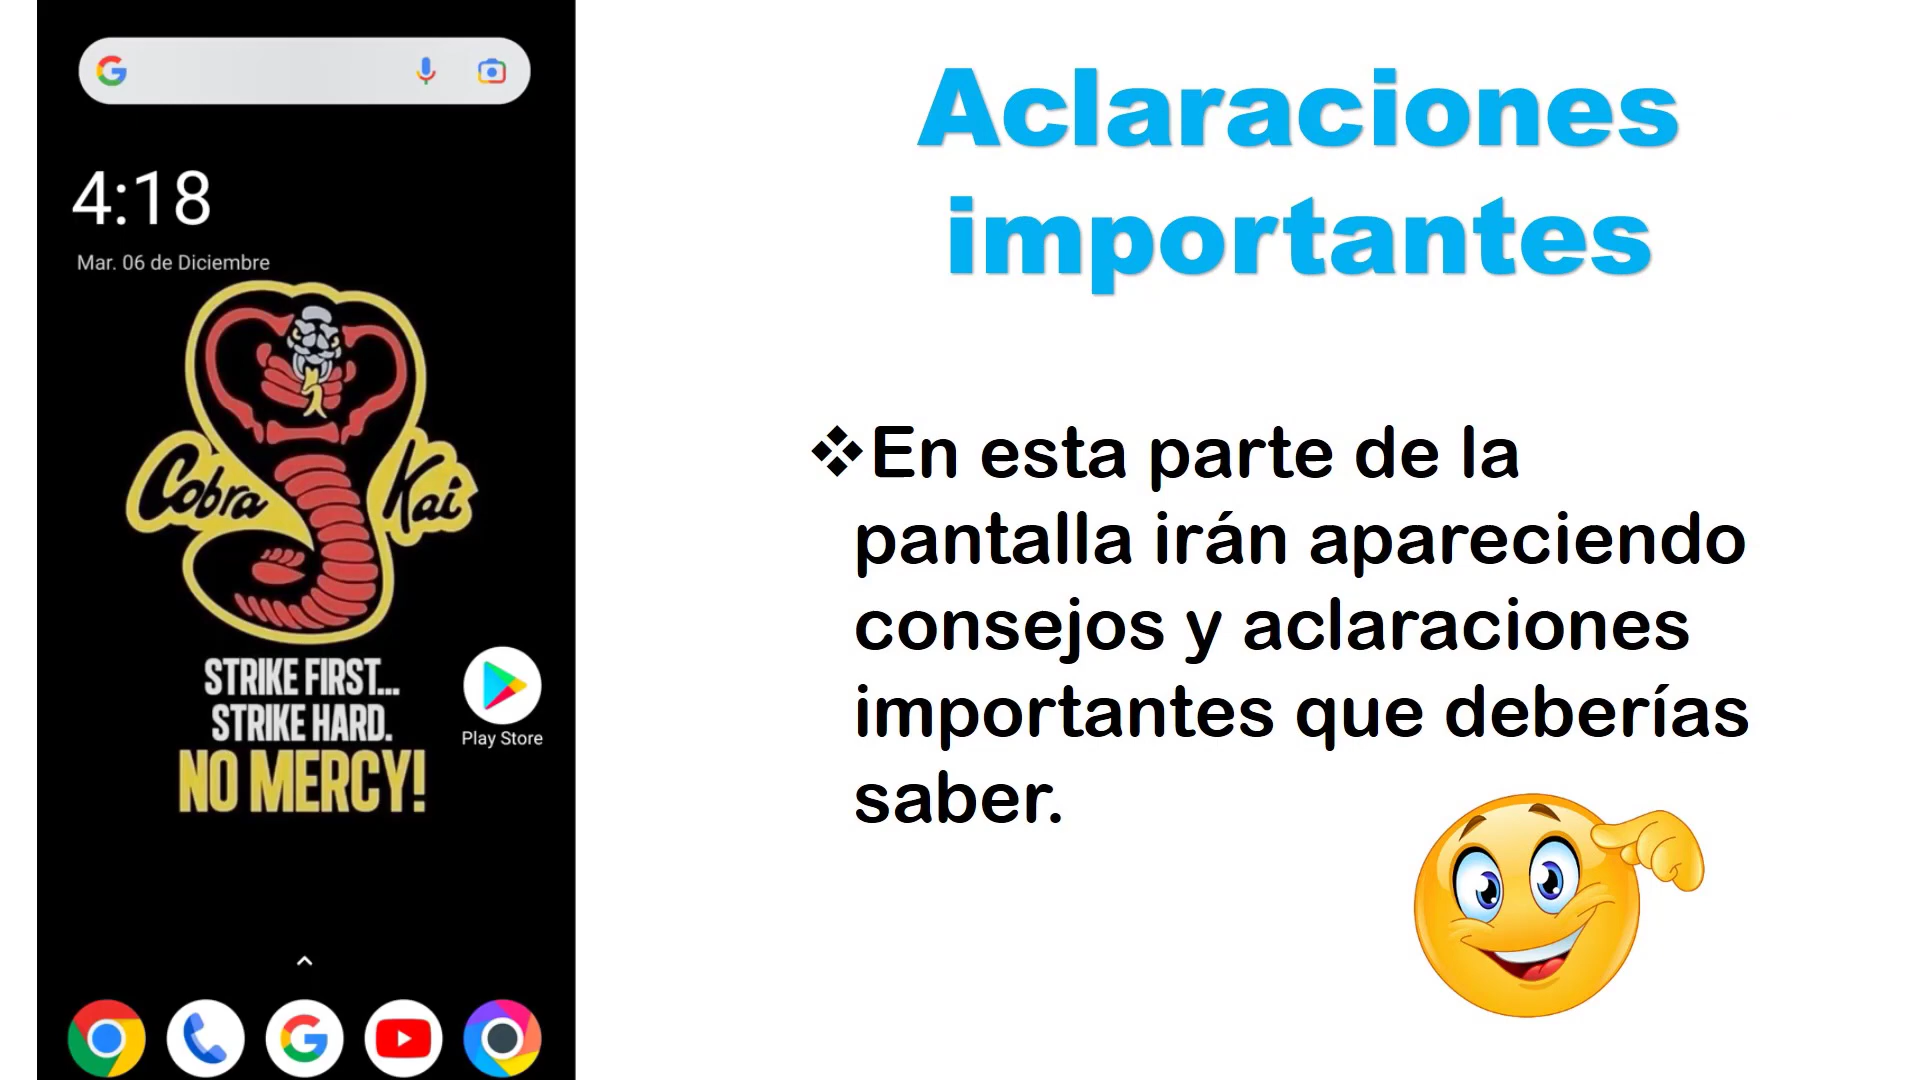 4:18
Mar. 06 de Diciembre
Cobra Kai
STRIKE FIRST...
STRIKE HARD.
NO MERCY!
Play Store
Aclaraciones
importantes
❖En esta parte de la
pantalla irán apareciendo
consejos y aclaraciones
importantes que deberías
saber.